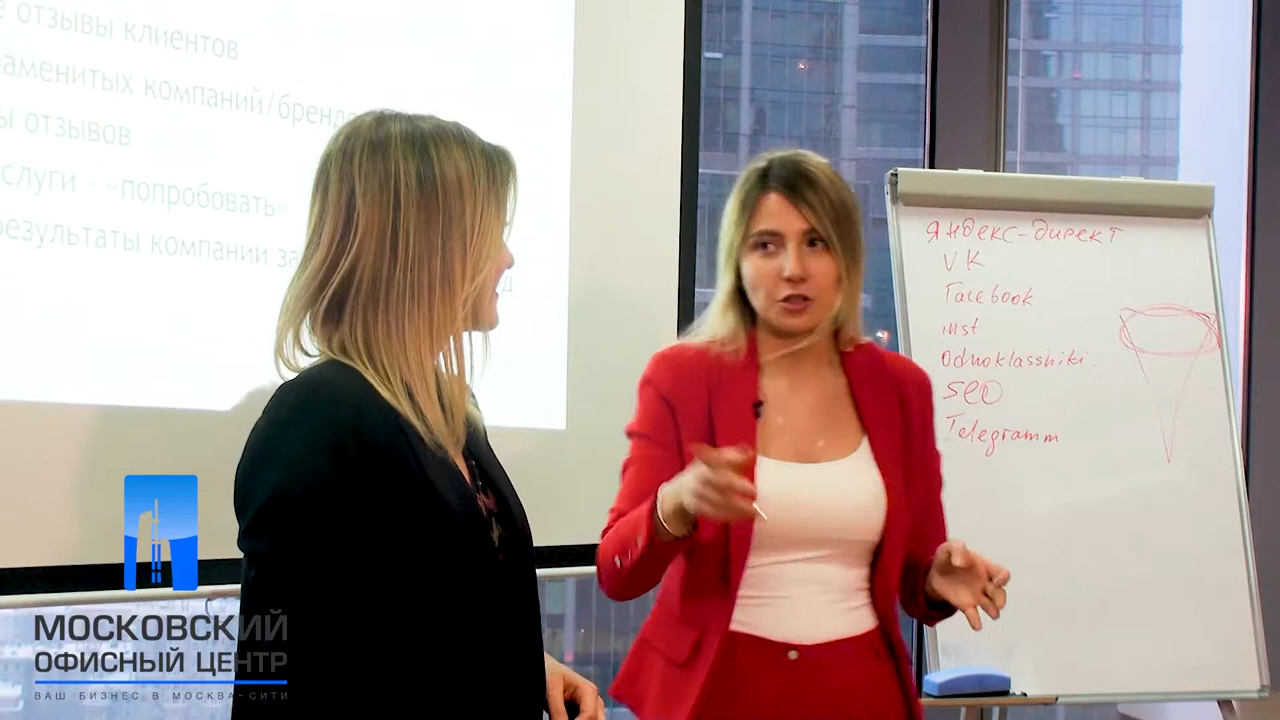 е отзывы клиентов
аменитых компаний/бренд
ы отзывов
слуги - «попробовать»
результаты компании за
Яндекс-директ
VK
Facebook
inst
Odnoklasshiki.
SEO
Telegramm
МОСКОВСКИЙ
ОФИСНЫЙ ЦЕНТР
ВАШ БИЗНЕС В МОСКВА-СИТИ